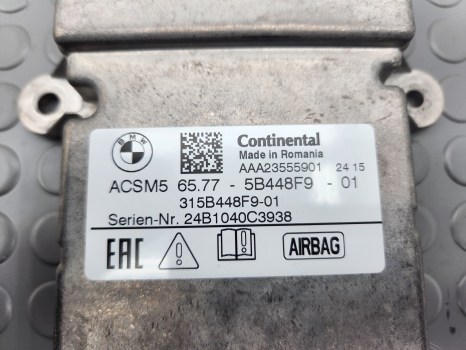 BMW
Continental
Made in Romania
AAA23555901 24 15
ACSM5 65.77 - 5B448F9 - 01
315B448F9-01
Serien-Nr. 24B1040C3938
EAC
AIRBAG